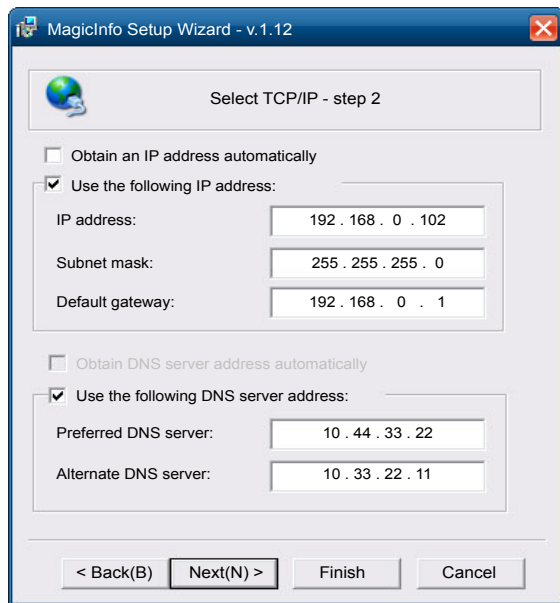 MagicInfo Setup Wizard - v.1.12
Select TCP/IP - step 2
Obtain an IP address automatically
Use the following IP address:
IP address: 192 . 168 . 0 . 102
Subnet mask: 255 . 255 . 255 . 0
Default gateway: 192 . 168 . 0 . 1
Obtain DNS server address automatically
Use the following DNS server address:
Preferred DNS server: 10 . 44 . 33 . 22
Alternate DNS server: 10 . 33 . 22 . 11
< Back(B) Next(N) > Finish Cancel